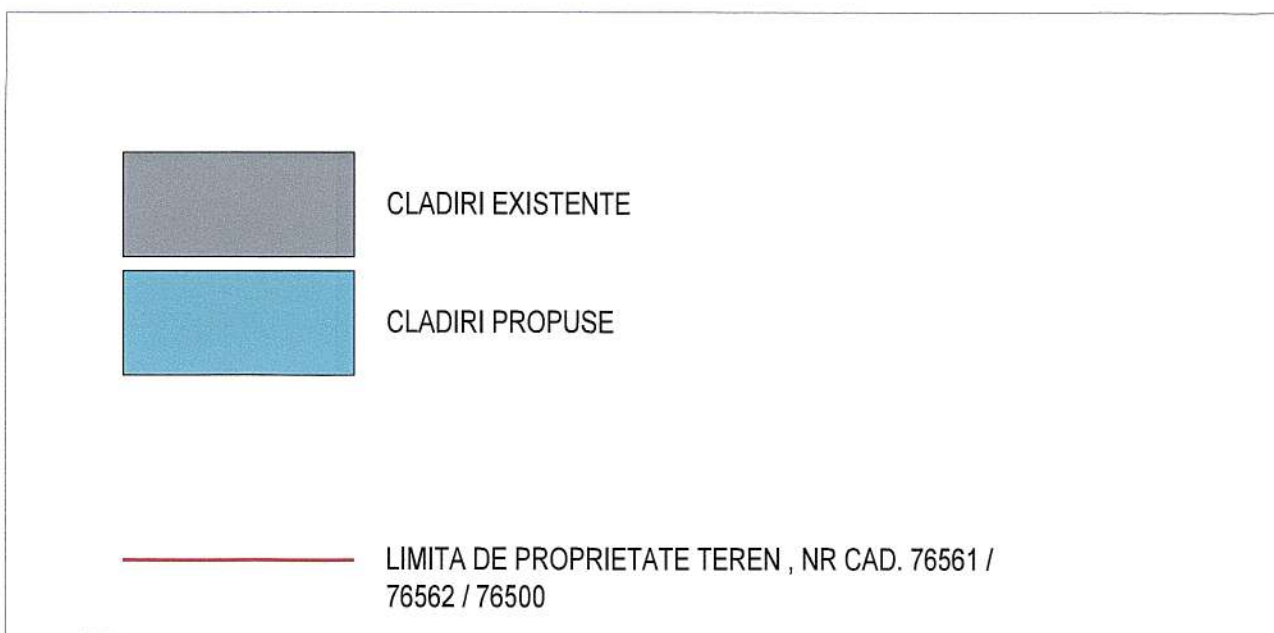 CLADIRI EXISTENTE
CLADIRI PROPUSE
LIMITA DE PROPRIETATE TEREN , NR CAD. 76561 /
76562 / 76500